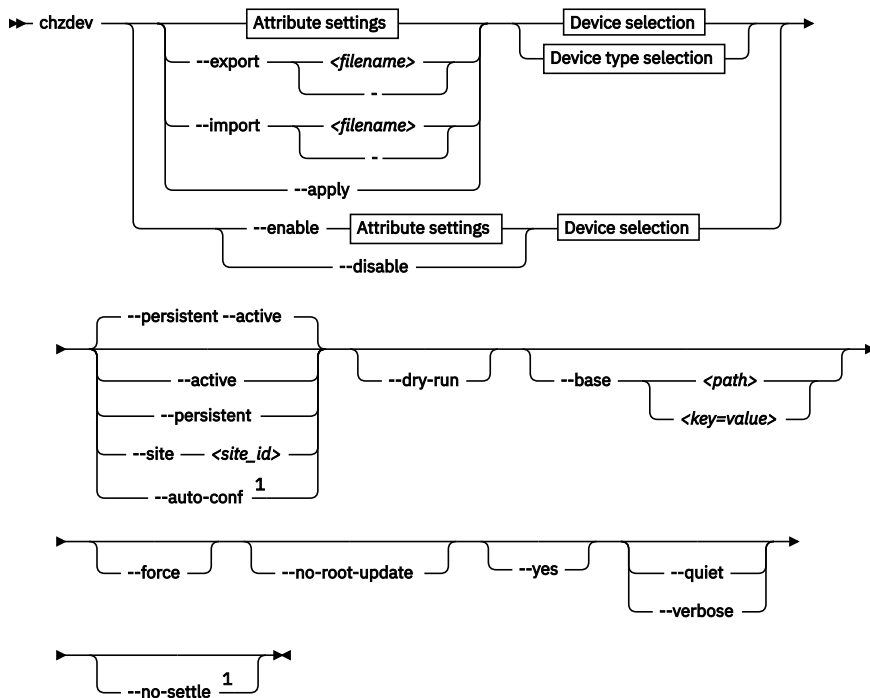 chzdev
Attribute settings
Device selection
Device type selection
--export
<filename>
-
--import
<filename>
-
--apply
--enable
Attribute settings
Device selection
--disable
--persistent --active
--active
--persistent
--site
<site_id>
--auto-conf 1
--dry-run
--base
<path>
<key=value>
--force
--no-root-update
--yes
--quiet
--verbose
--no-settle 1